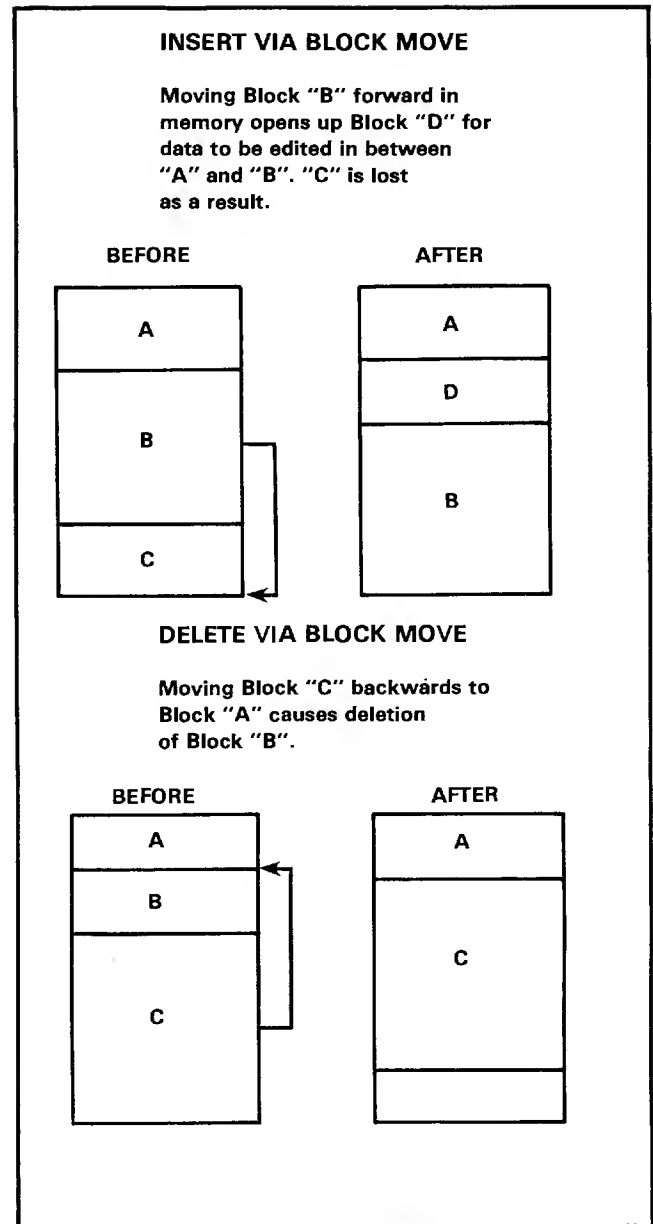 INSERT VIA BLOCK MOVE
Moving Block "B" forward in
memory opens up Block "D" for
data to be edited in between
"A" and "B". "C" is lost
as a result.
BEFORE
AFTER
A
B
C
A
D
B
DELETE VIA BLOCK MOVE
Moving Block "C" backwards to
Block "A" causes deletion
of Block "B".
BEFORE
AFTER
A
B
C
A
C